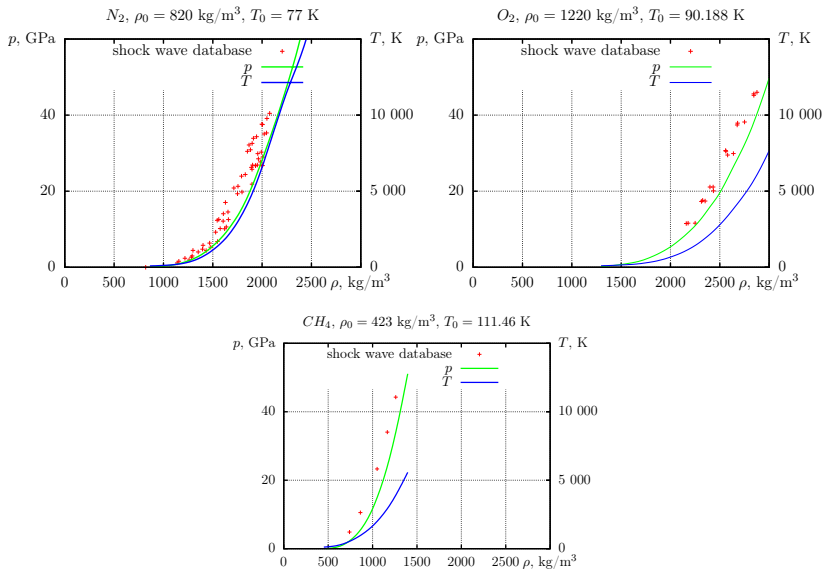 N₂, ρ₀ = 820 kg/m³, T₀ = 77 K
p, GPa
T, K
shock wave database
p
T
40
20
0
10 000
5 000
0
0 500 1000 1500 2000 2500 ρ, kg/m³
O₂, ρ₀ = 1220 kg/m³, T₀ = 90.188 K
p, GPa
T, K
shock wave database
p
T
40
20
0
10 000
5 000
0
0 500 1000 1500 2000 2500 ρ, kg/m³
CH₄, ρ₀ = 423 kg/m³, T₀ = 111.46 K
p, GPa
T, K
shock wave database
p
T
40
20
0
10 000
5 000
0
0 500 1000 1500 2000 2500 ρ, kg/m³